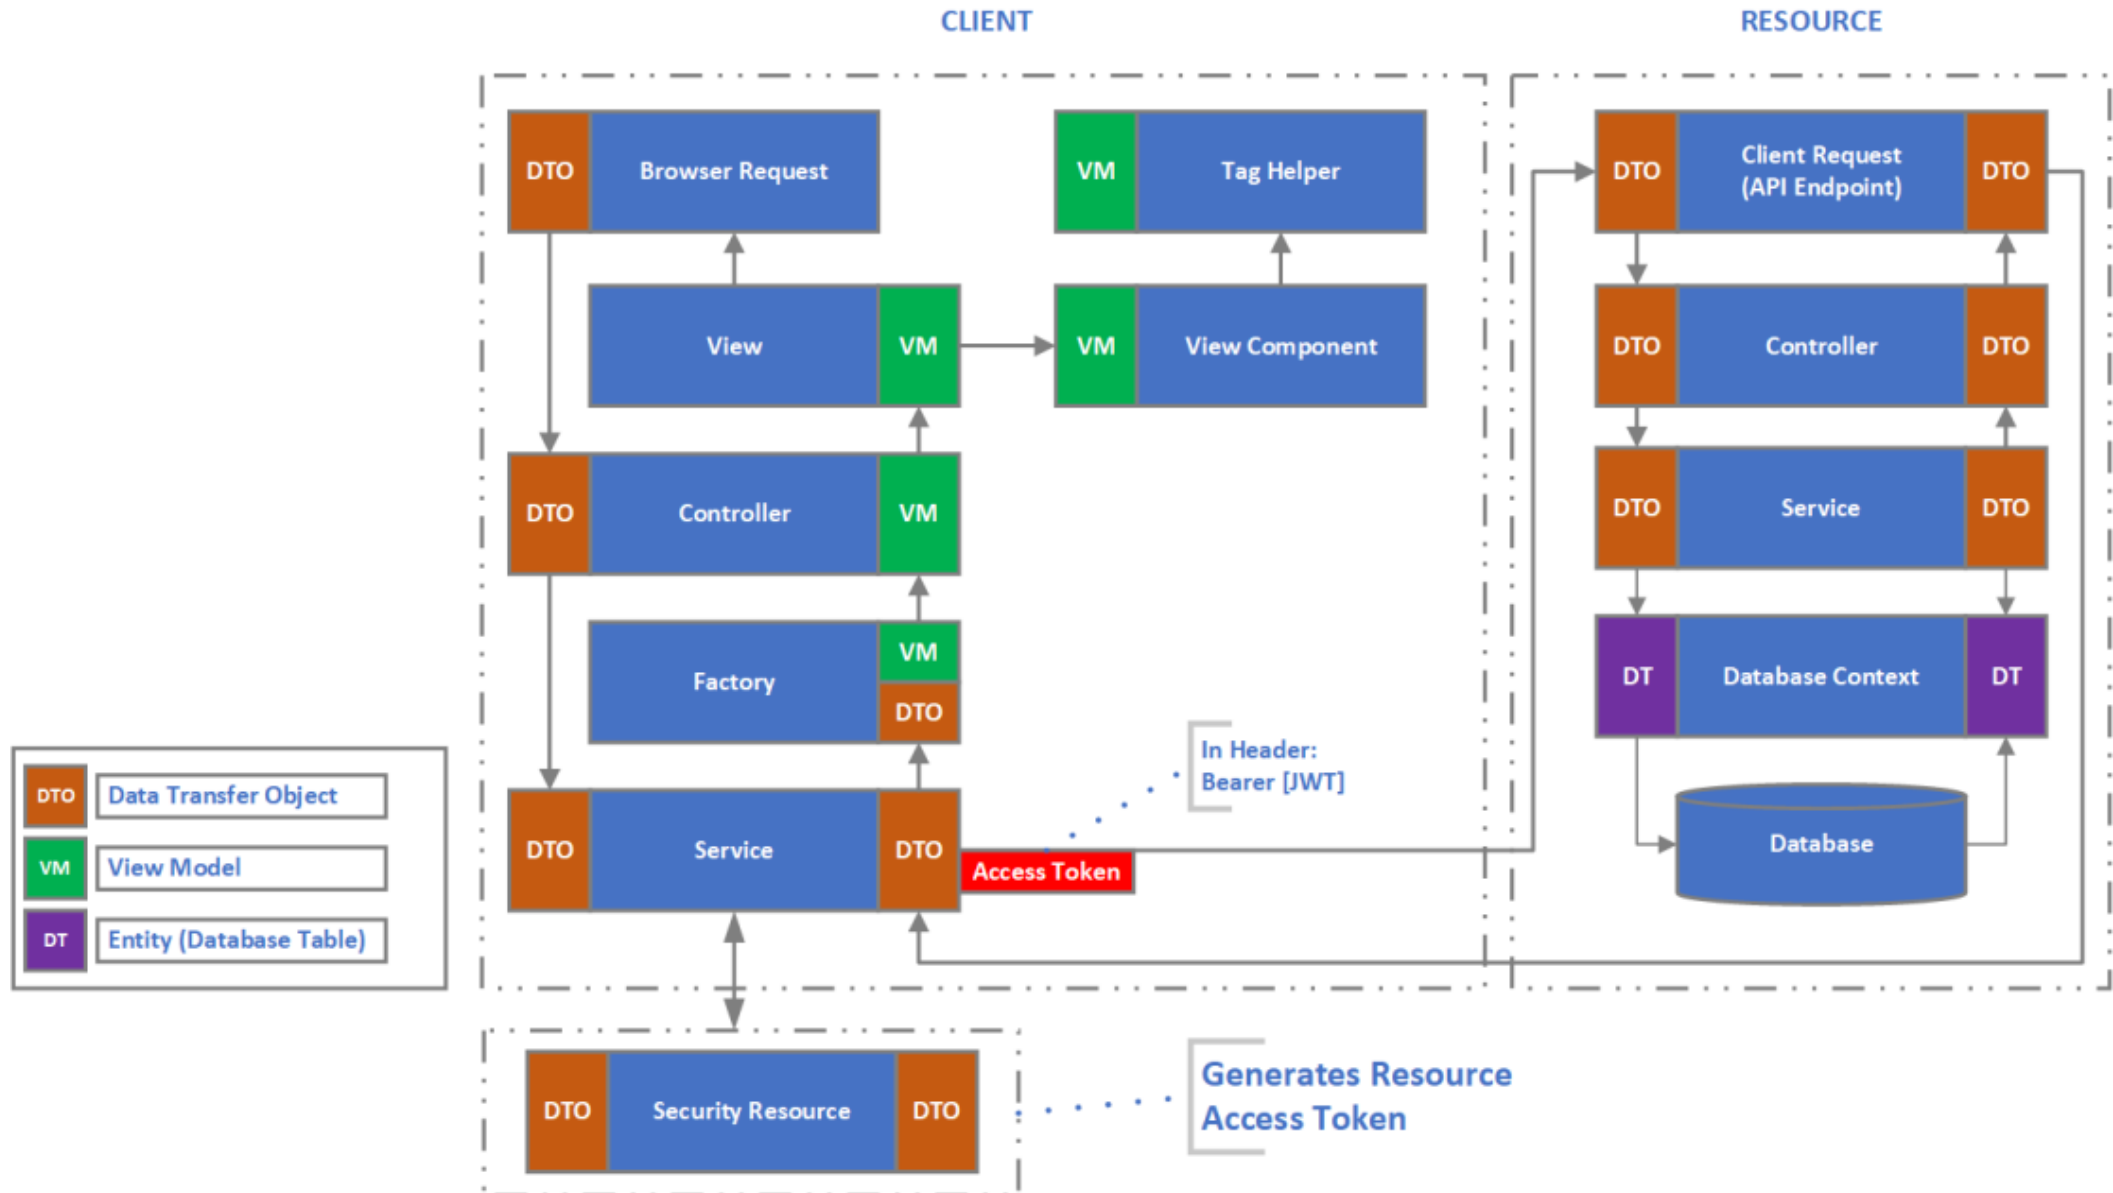 CLIENT
RESOURCE
DTO
Browser Request
VM
Tag Helper
DTO
Client Request
(API Endpoint)
DTO
View
VM
VM
View Component
DTO
Controller
DTO
DTO
Controller
VM
DTO
Service
DTO
Factory
VM
DTO
DT
Database Context
DT
In Header:
Bearer [JWT]
DTO
Data Transfer Object
VM
View Model
DT
Entity (Database Table)
DTO
Service
DTO
Access Token
Database
DTO
Security Resource
DTO
Generates Resource
Access Token